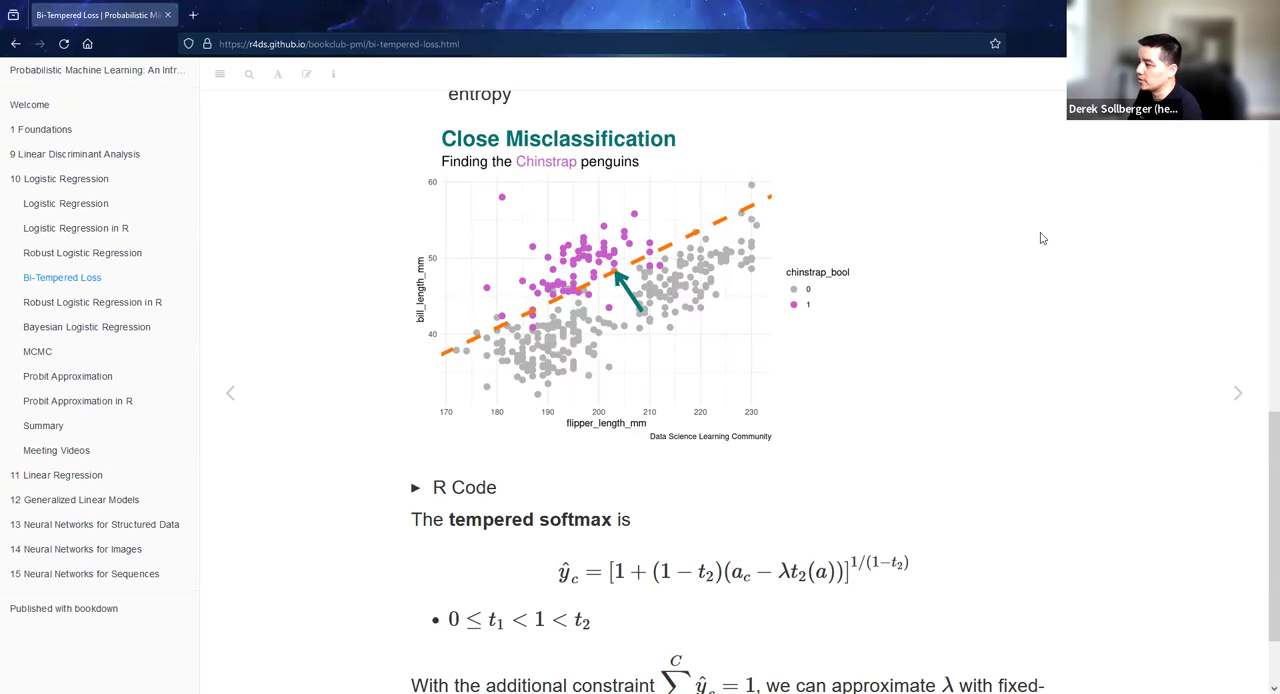 Bi-Tempered Loss | Probabilistic Ma
https://r4ds.github.io/bookclub-pml/bi-tempered-loss.html
Derek Sollberger (he...
Probabilistic Machine Learning: An Intr...
Welcome
1 Foundations
9 Linear Discriminant Analysis
10 Logistic Regression
Logistic Regression
Logistic Regression in R
Robust Logistic Regression
Bi-Tempered Loss
Robust Logistic Regression in R
Bayesian Logistic Regression
MCMC
Probit Approximation
Probit Approximation in R
Summary
Meeting Videos
11 Linear Regression
12 Generalized Linear Models
13 Neural Networks for Structured Data
14 Neural Networks for Images
15 Neural Networks for Sequences
Published with bookdown
entropy
Close Misclassification
Finding the Chinstrap penguins
60
50
40
bill_length_mm
170 180 190 200 210 220 230
flipper_length_mm
Data Science Learning Community
chinstrap_bool
0
1
R Code
The tempered softmax is
ŷ_c = [1 + (1 − t₂)(a_c − λt₂(a))]^{1/(1−t₂)}
• 0 ≤ t₁ < 1 < t₂
With the additional constraint ∑^C ŷ_c = 1, we can approximate λ with fixed-